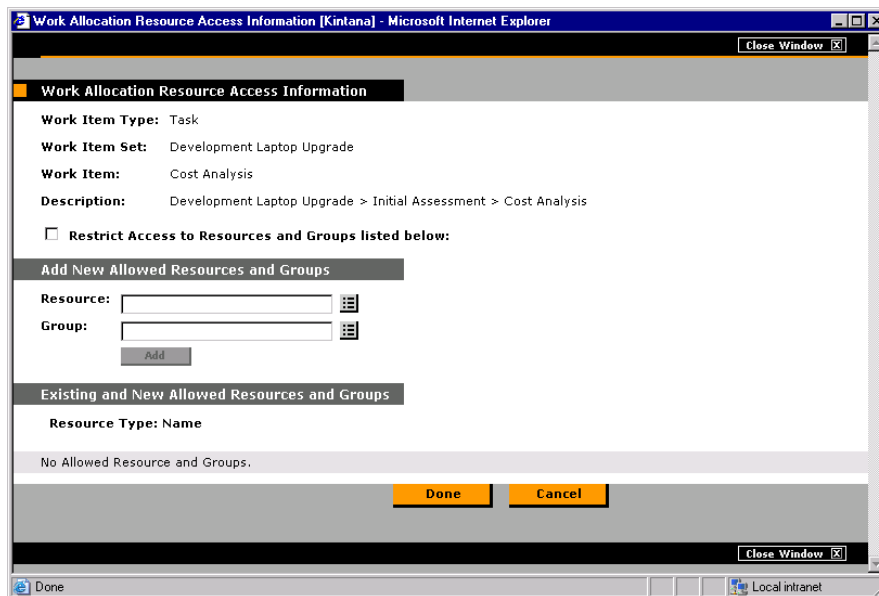 Work Allocation Resource Access Information [Kintana] - Microsoft Internet Explorer
Close Window X
Work Allocation Resource Access Information
Work Item Type: Task
Work Item Set: Development Laptop Upgrade
Work Item: Cost Analysis
Description: Development Laptop Upgrade > Initial Assessment > Cost Analysis
Restrict Access to Resources and Groups listed below:
Add New Allowed Resources and Groups
Resource:
Group:
Add
Existing and New Allowed Resources and Groups
Resource Type: Name
No Allowed Resource and Groups.
Done Cancel
Close Window X
Done Local intranet